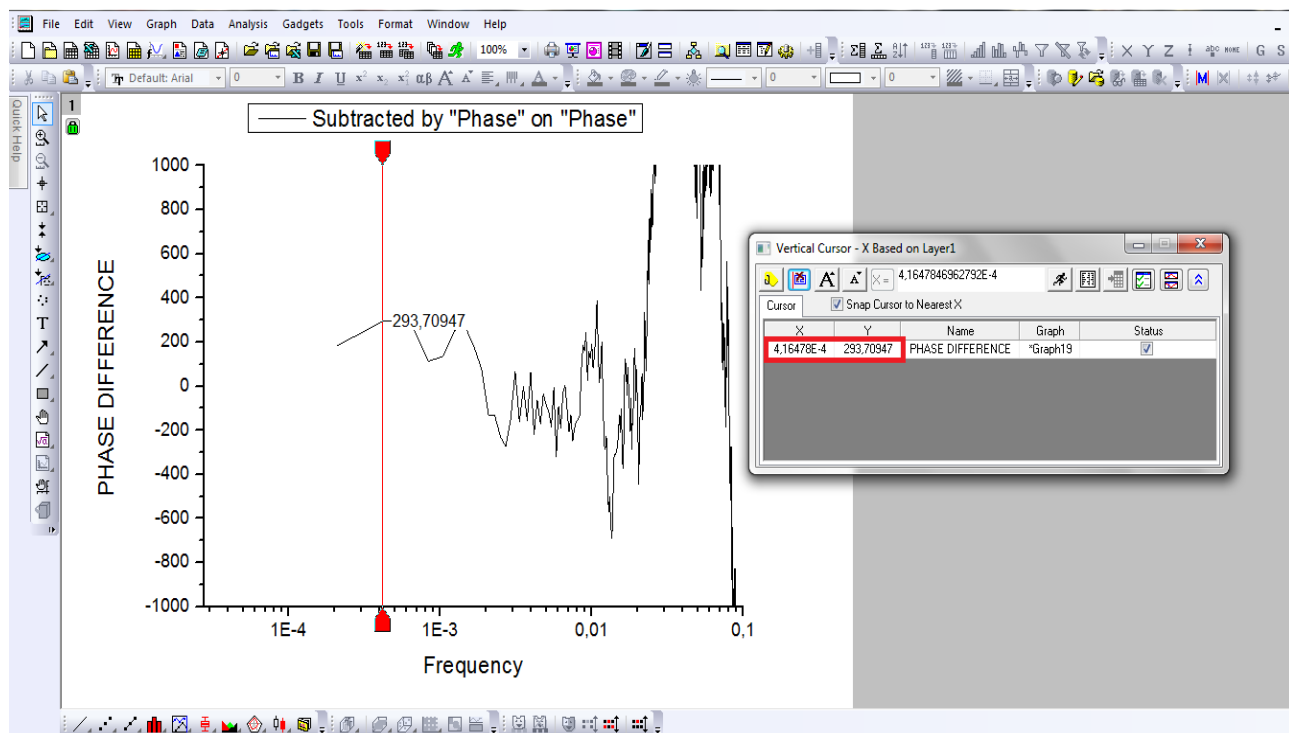 File Edit View Graph Data Analysis Gadgets Tools Format Window Help
100%
X Y Z
G S
Default: Arial 0 B I U x² x₂ αβ A A A 0 0 M
Quick Help
1
Subtracted by "Phase" on "Phase"
1000
800
600
400
200
0
-200
-400
-600
-800
-1000
PHASE DIFFERENCE
293,70947
1E-4 1E-3 0,01 0,1
Frequency
T
Vertical Cursor - X Based on Layer1
A A X = 4,1647846962792E-4
Cursor Snap Cursor to Nearest X
X Y Name Graph Status
4,16478E-4 293,70947 PHASE DIFFERENCE *Graph19